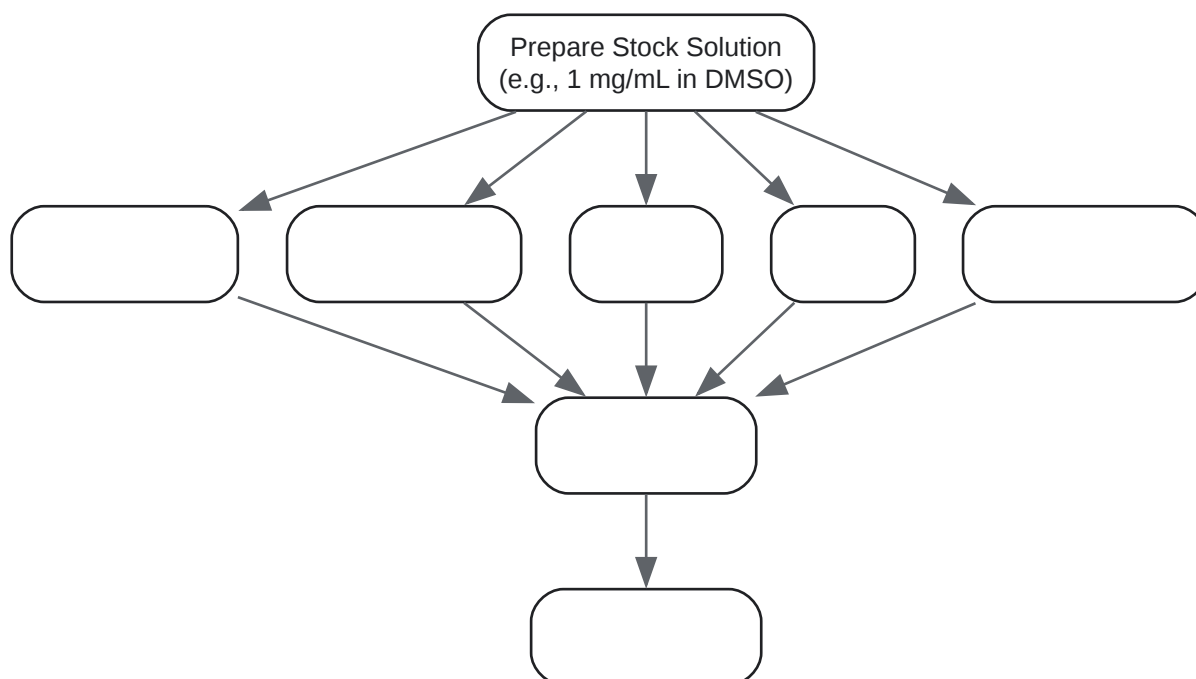 Prepare Stock Solution
(e.g., 1 mg/mL in DMSO)